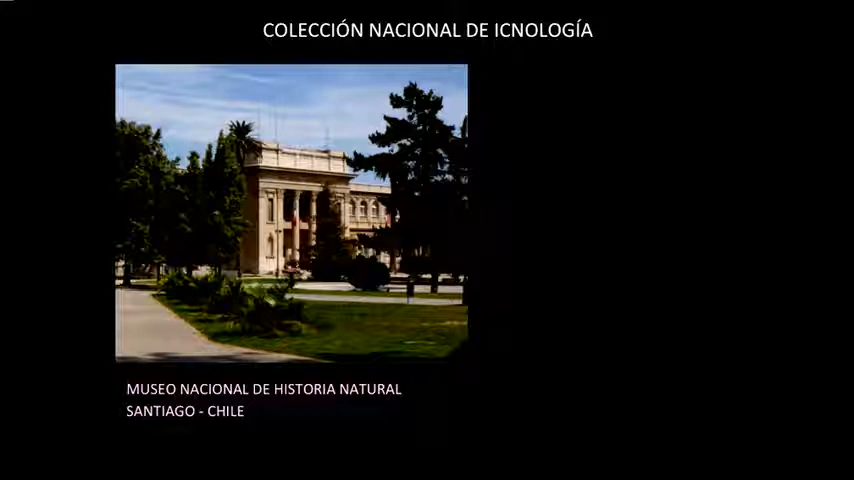 COLECCIÓN NACIONAL DE ICNOLOGÍA
MUSEO NACIONAL DE HISTORIA NATURAL
SANTIAGO - CHILE